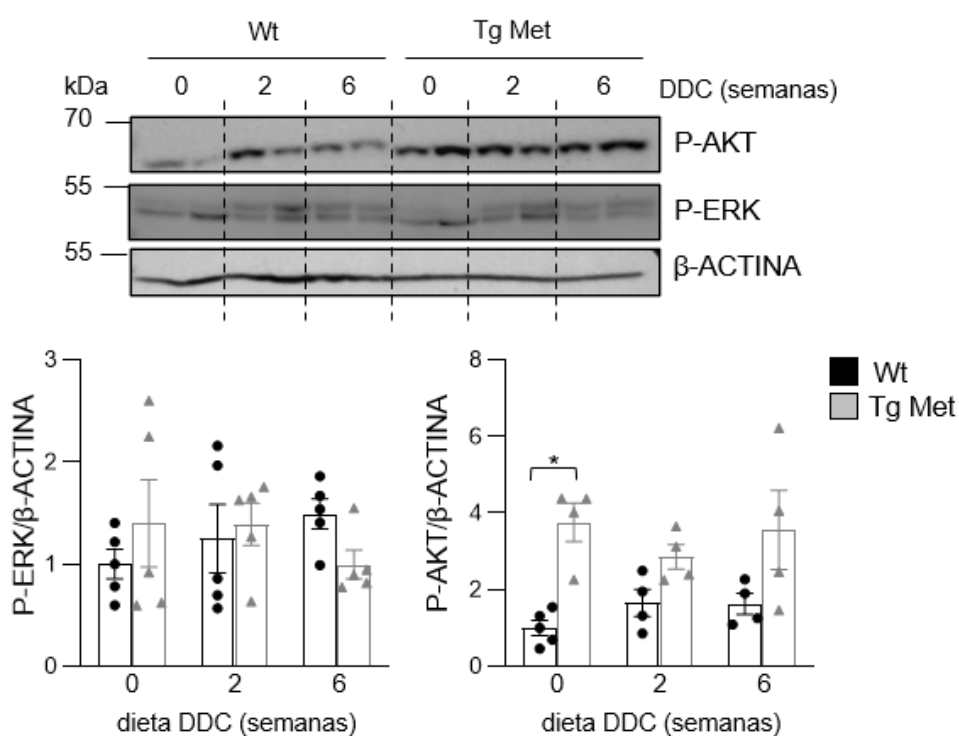 Wt Tg Met
kDa 0 2 6 0 2 6 DDC (semanas)
70 P-AKT
55 P-ERK
55 β-ACTINA
P-ERK/β-ACTINA
3
2
1
0
0 2 6
dieta DDC (semanas)
P-AKT/β-ACTINA
8
6
4
2
0
*
0 2 6
dieta DDC (semanas)
Wt
Tg Met